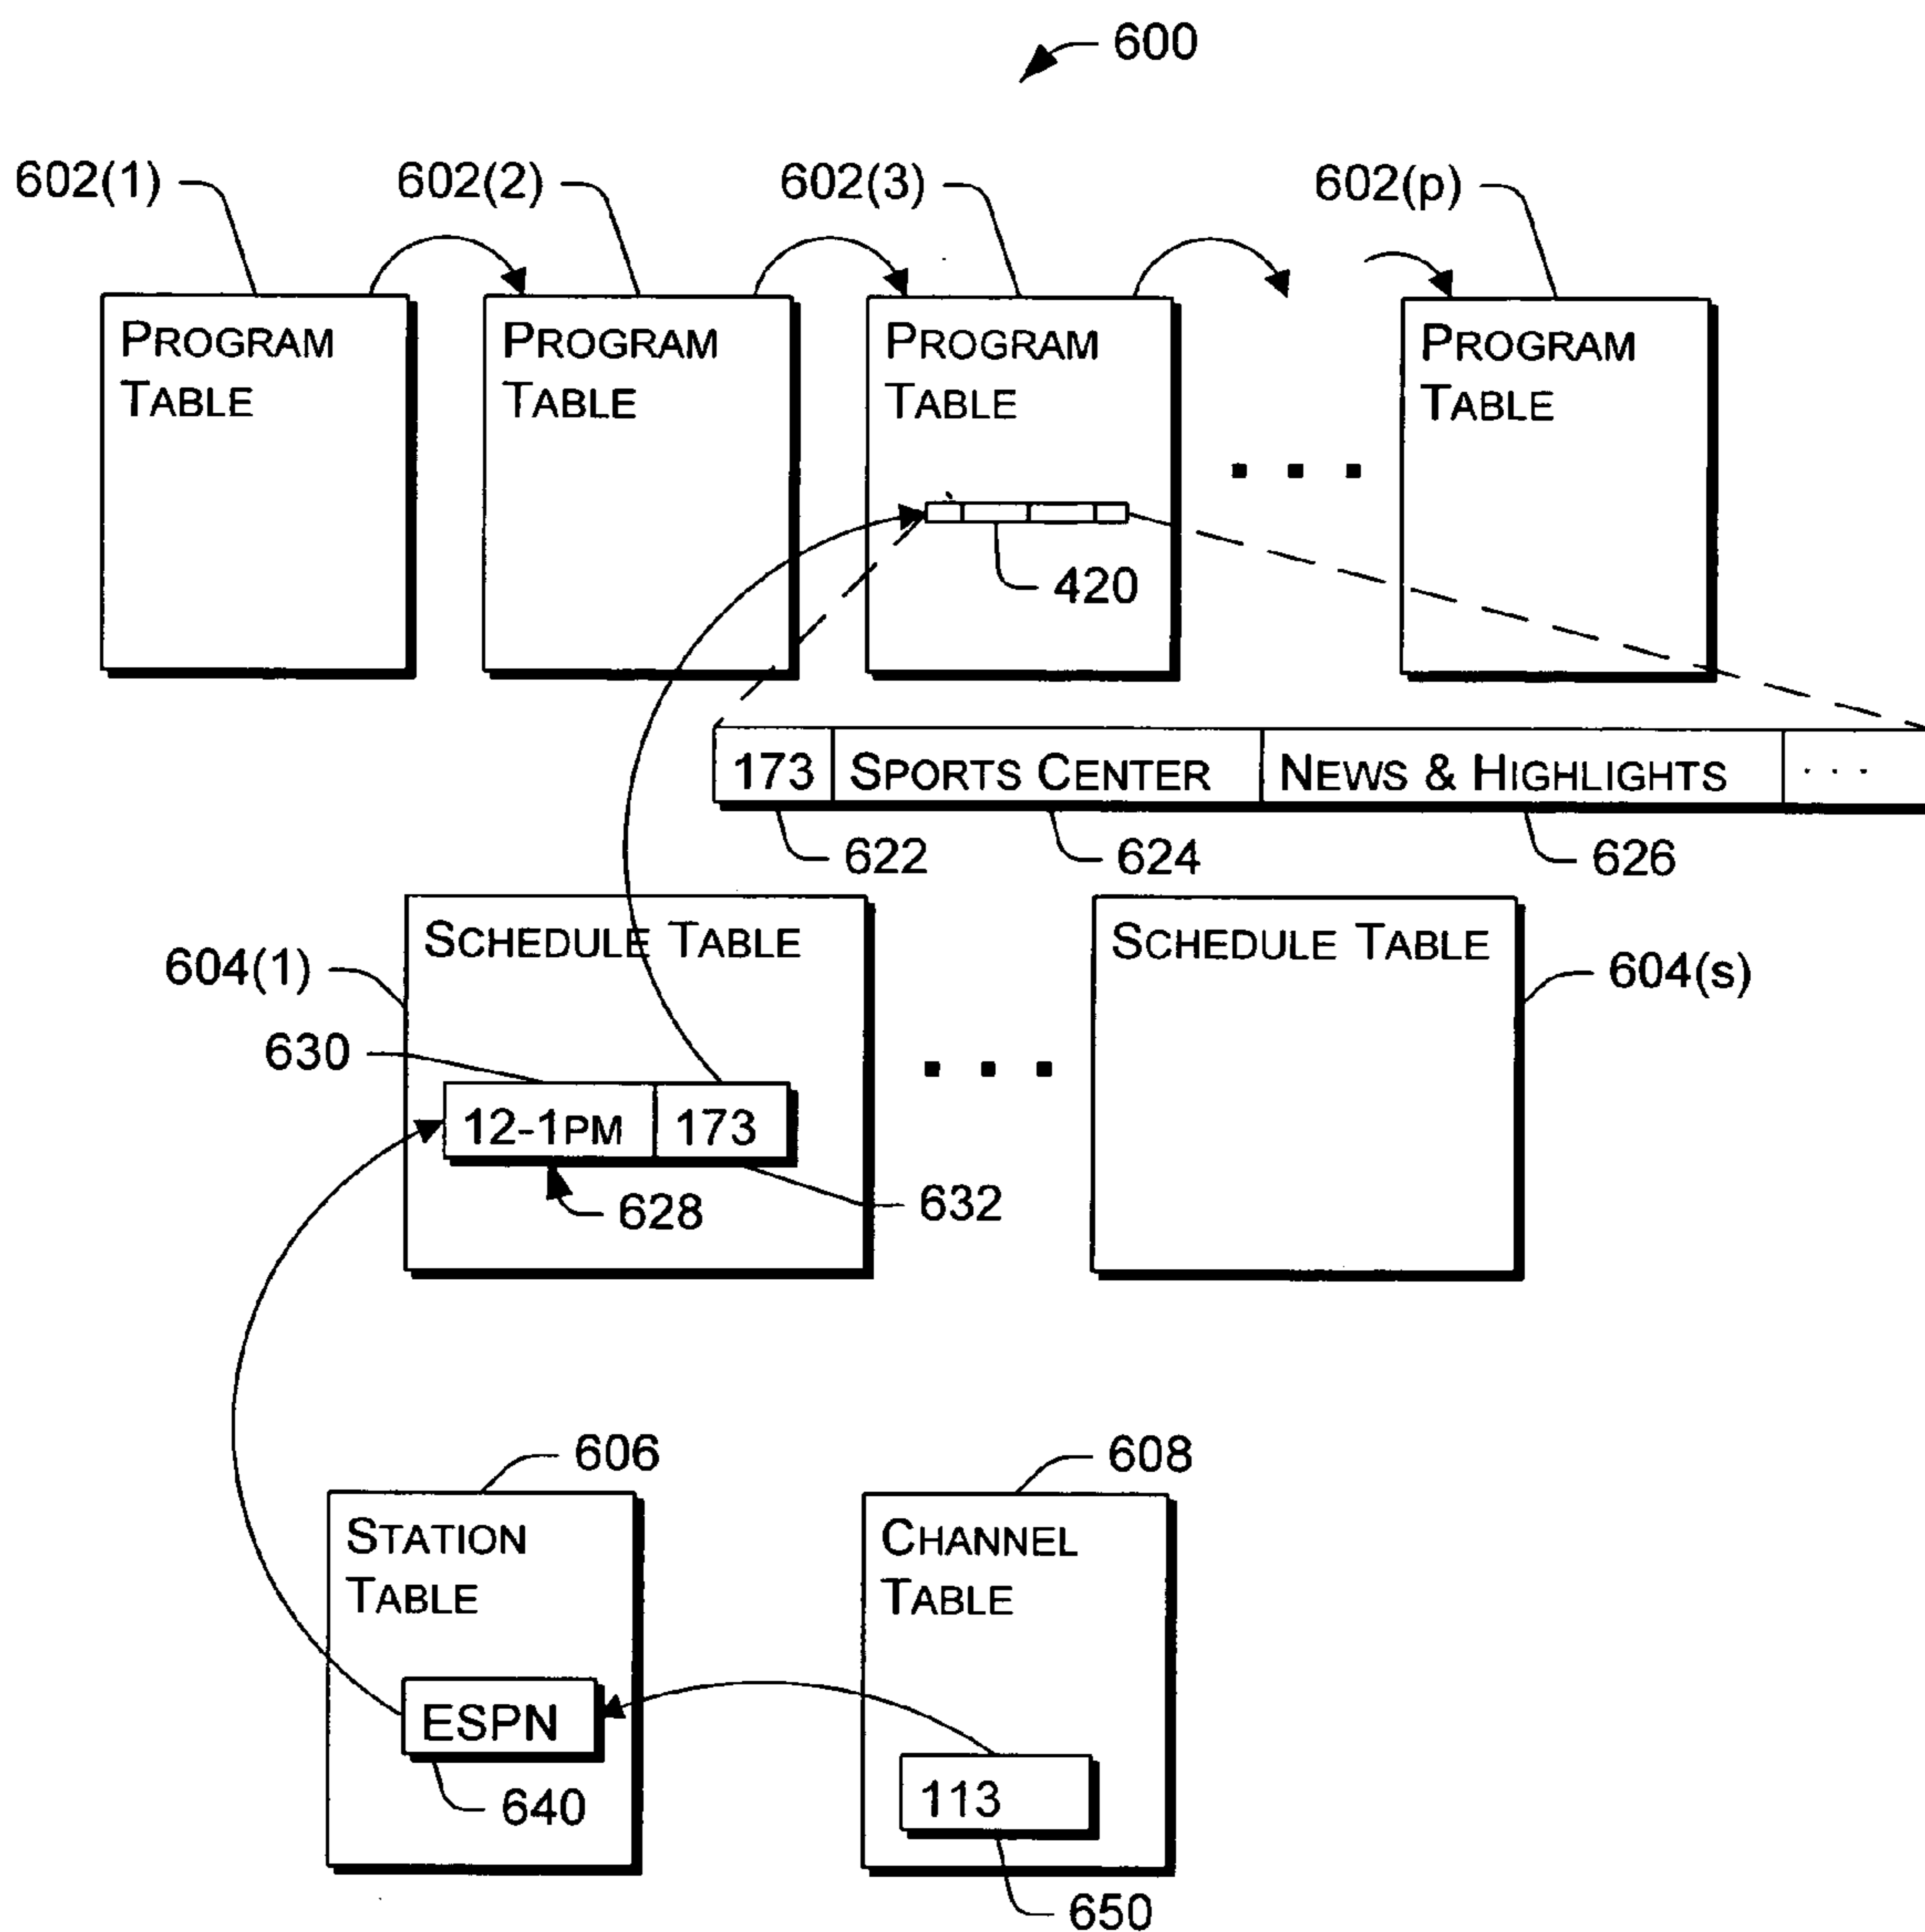 600
602(1) 602(2) 602(3) 602(p)
PROGRAM
TABLE
PROGRAM
TABLE
PROGRAM
TABLE
PROGRAM
TABLE
. . .
420
173 SPORTS CENTER NEWS & HIGHLIGHTS . . .
622 624 626
SCHEDULE TABLE
604(1)
630
12-1PM 173
628
632
. . .
SCHEDULE TABLE
604(s)
606
STATION
TABLE
ESPN
640
608
CHANNEL
TABLE
113
650